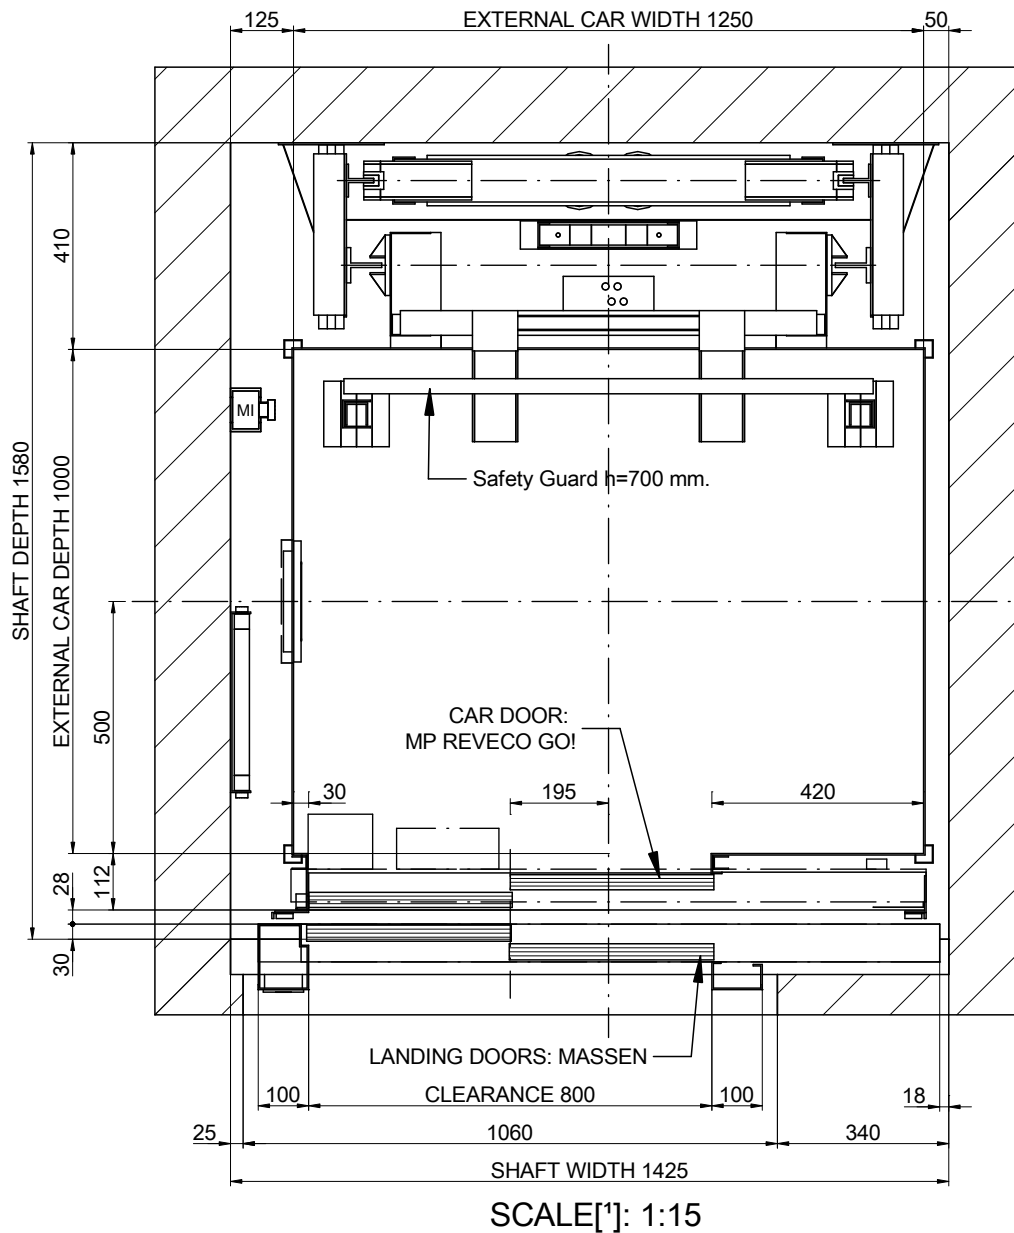 125
EXTERNAL CAR WIDTH 1250
50
410
MI
SHAFT DEPTH 1580
EXTERNAL CAR DEPTH 1000
Safety Guard h=700 mm.
500
CAR DOOR:
MP REVECO GO!
30
195
420
28
112
30
LANDING DOORS: MASSEN
100
CLEARANCE 800
100
18
25
1060
340
SHAFT WIDTH 1425
SCALE[¹]: 1:15